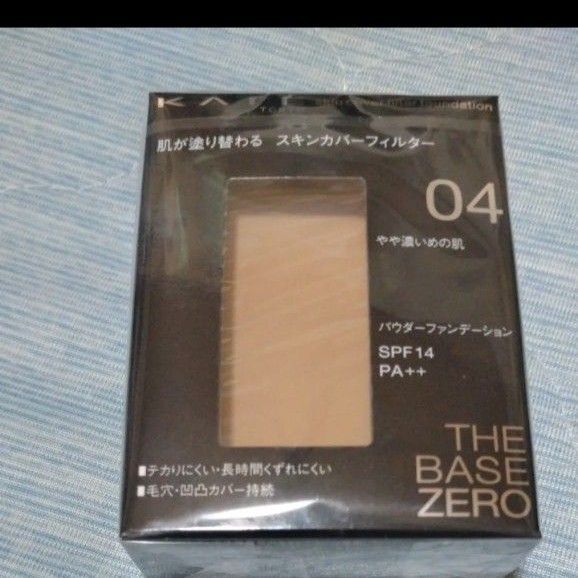 foundation
肌が塗り替わる スキンカバーフィルター
04
やや濃いめの肌
パウダーファンデーション
SPF14
PA++
THE
BASE
ZERO
■テカりにくい・長時間くずれにくい
■毛穴・凹凸カバー持続